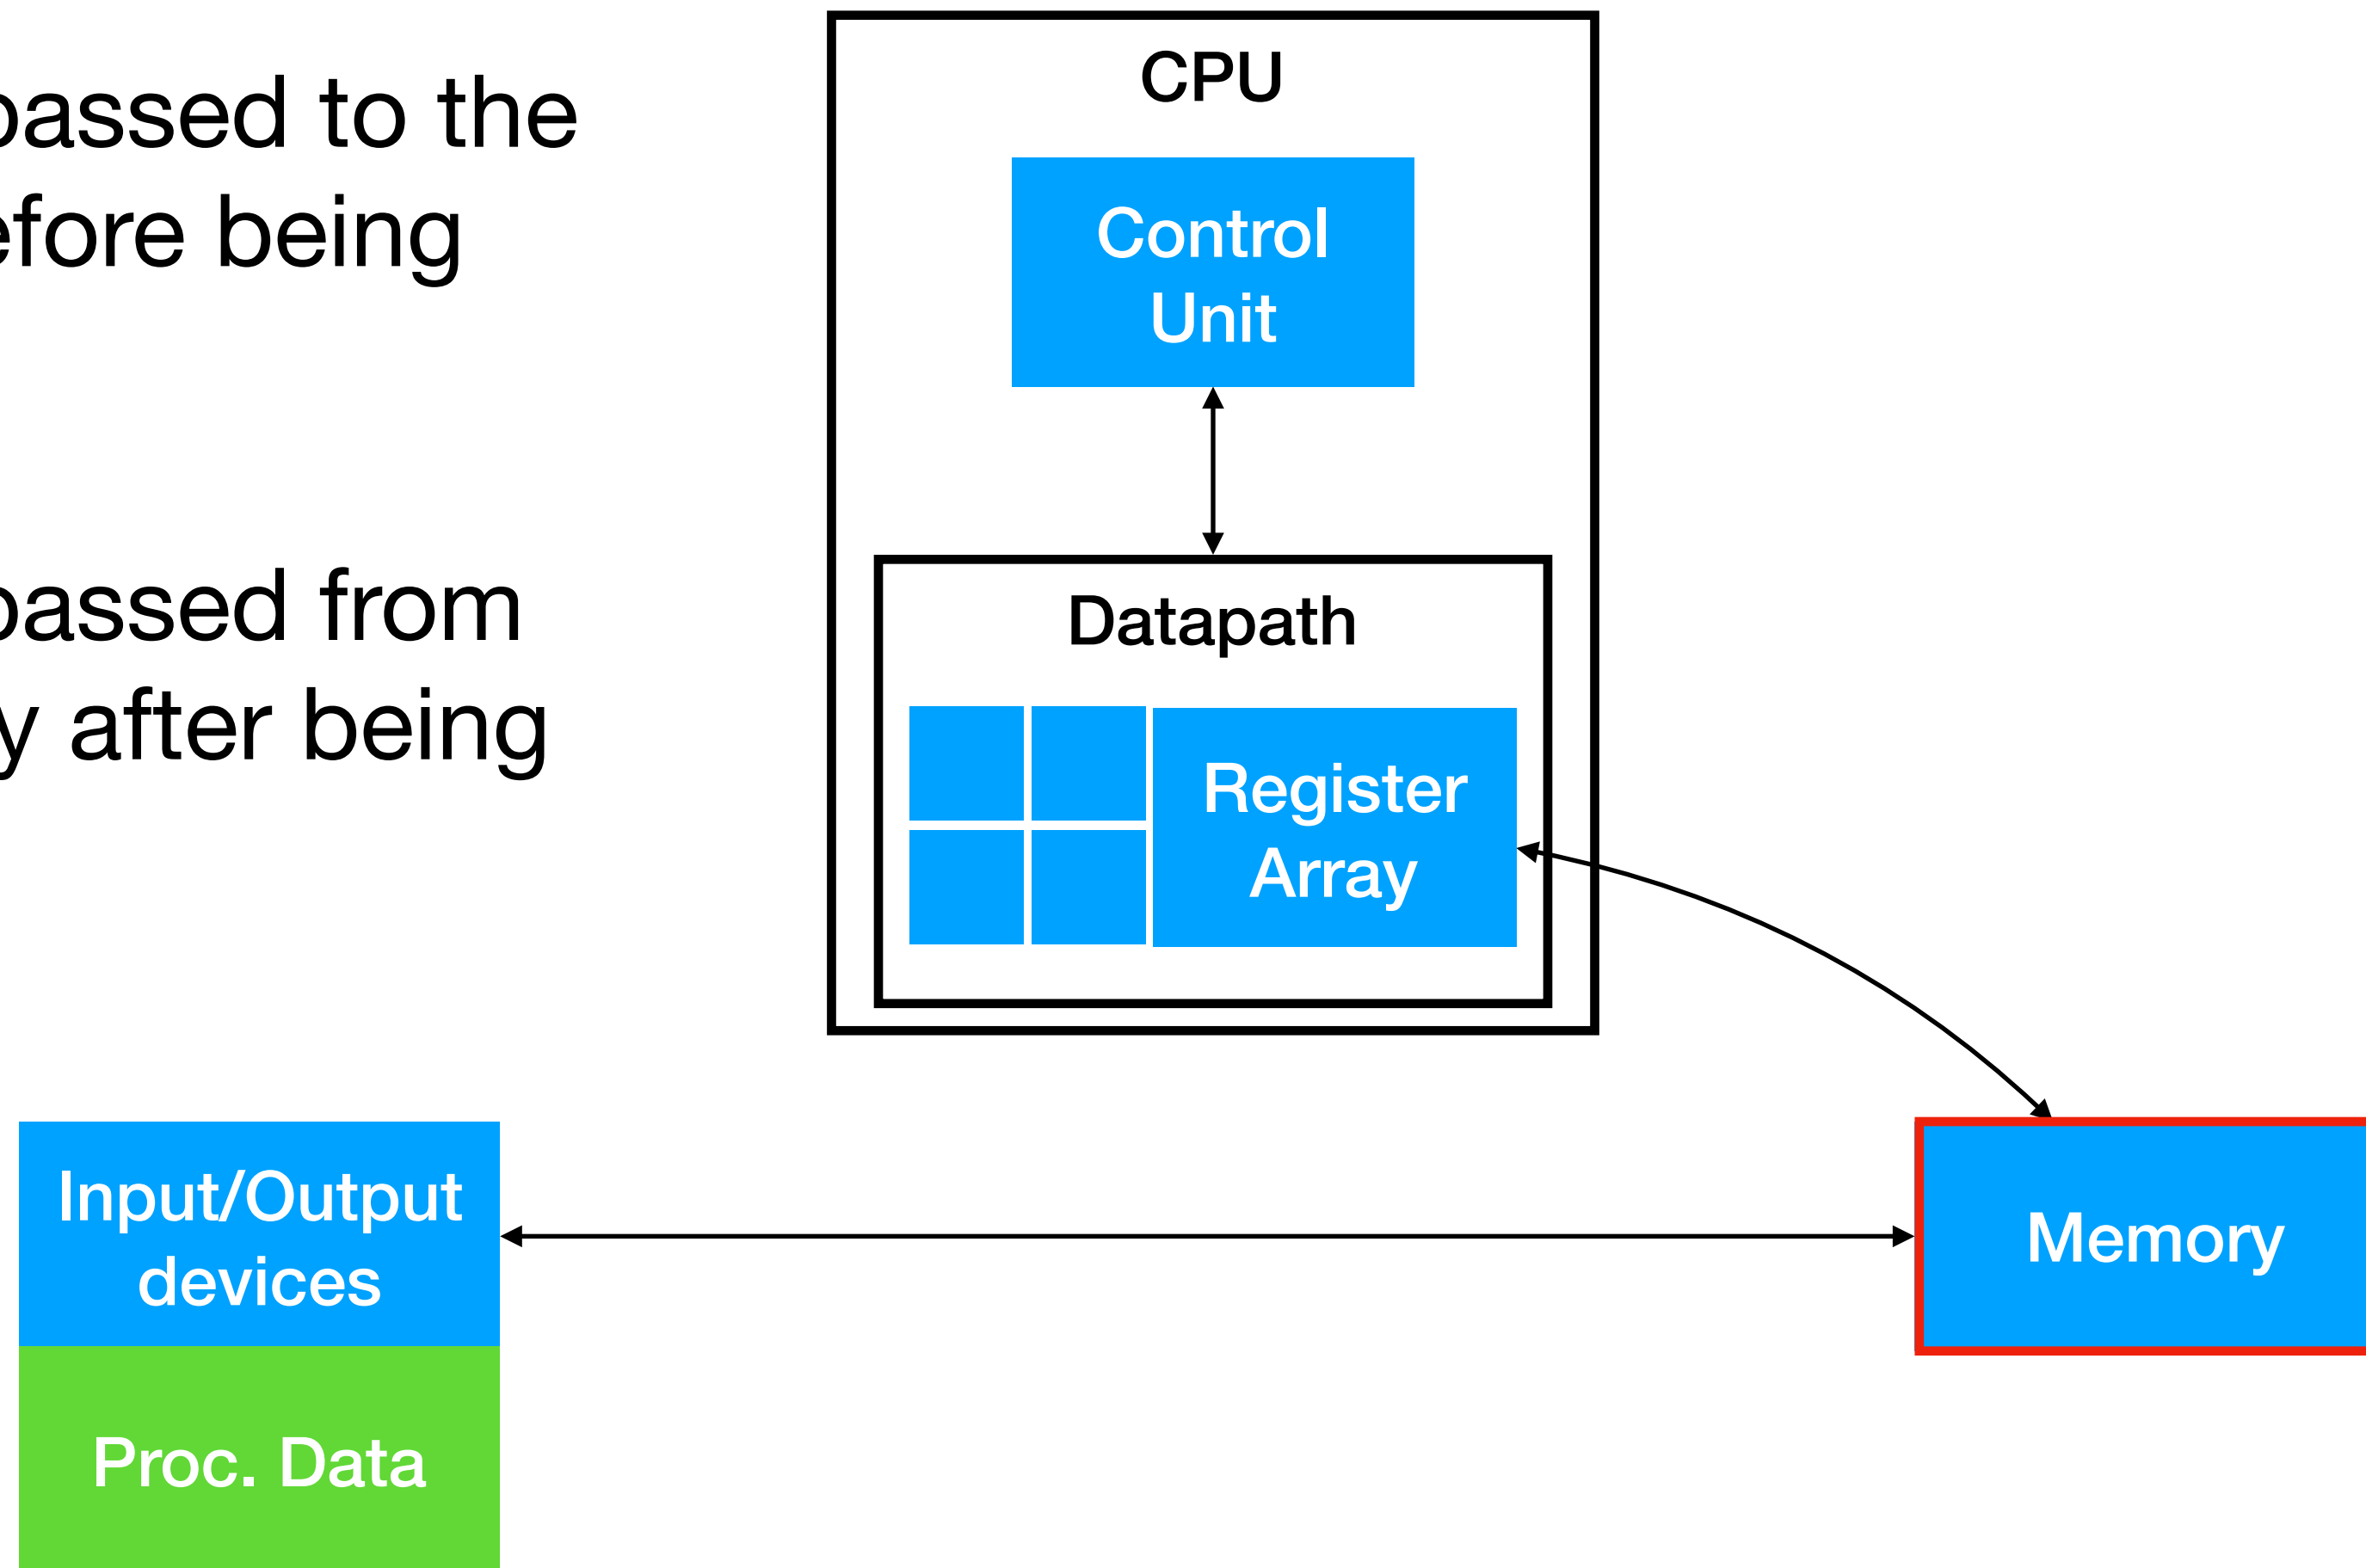 passed to the
efore being
passed from
y after being
CPU
Control
Unit
Datapath
Register
Array
Input/Output
devices
Memory
Proc. Data